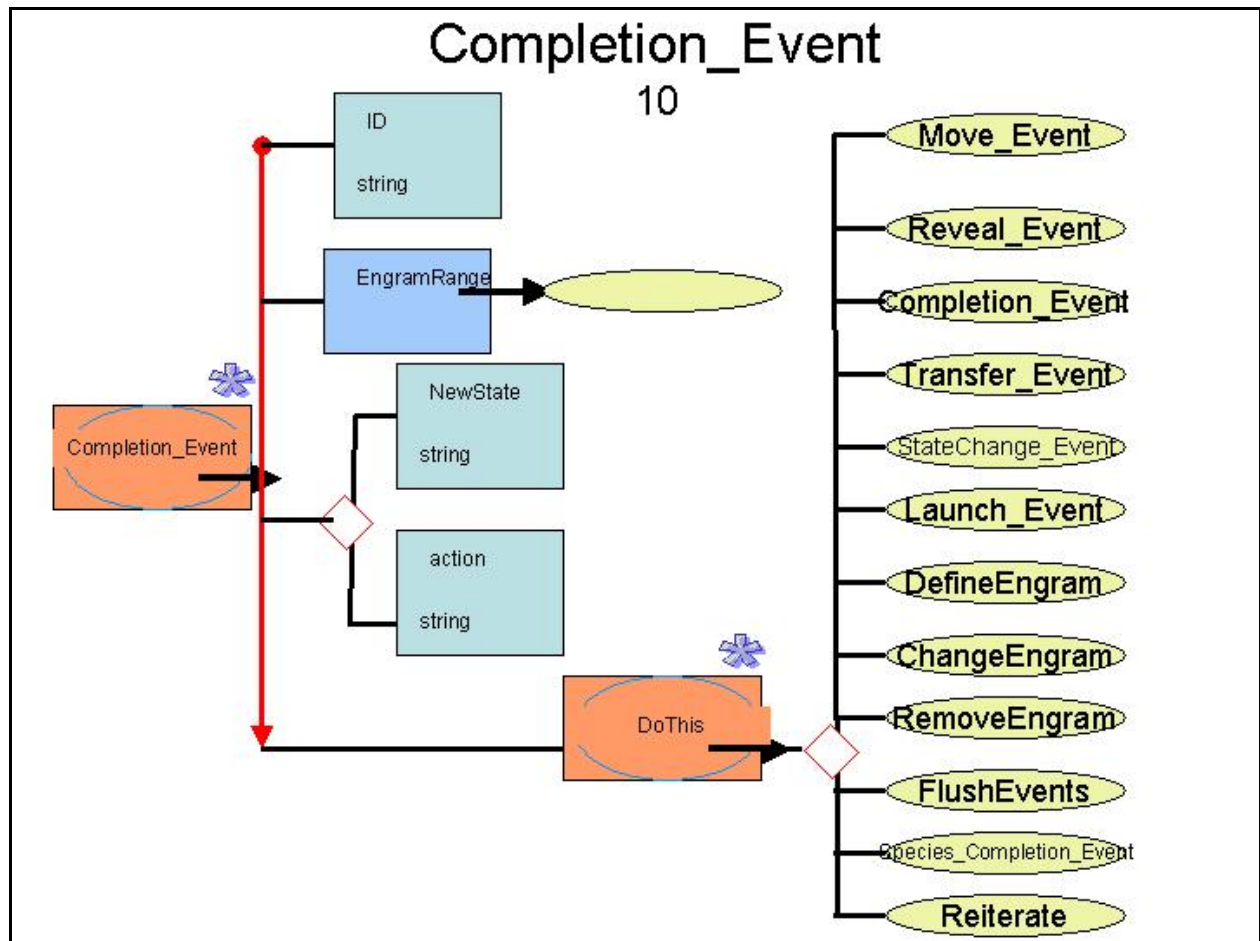 Completion_Event
10
ID
string
EngramRange
NewState
string
Completion_Event
action
string
DoThis
Move_Event
Reveal_Event
Completion_Event
Transfer_Event
StateChange_Event
Launch_Event
DefineEngram
ChangeEngram
RemoveEngram
FlushEvents
Species_Completion_Event
Reiterate